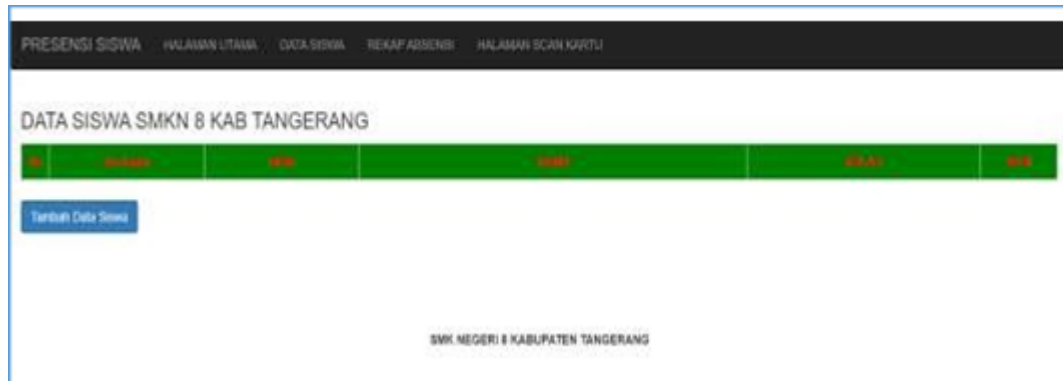 PRESENSI SISWA HALAMAN UTAMA DATA SISWA REKAP ABSENSI HALAMAN SCAN KARTU
DATA SISWA SMKN 8 KAB TANGERANG
Tambah Data Siswa
SMK NEGERI 8 KABUPATEN TANGERANG